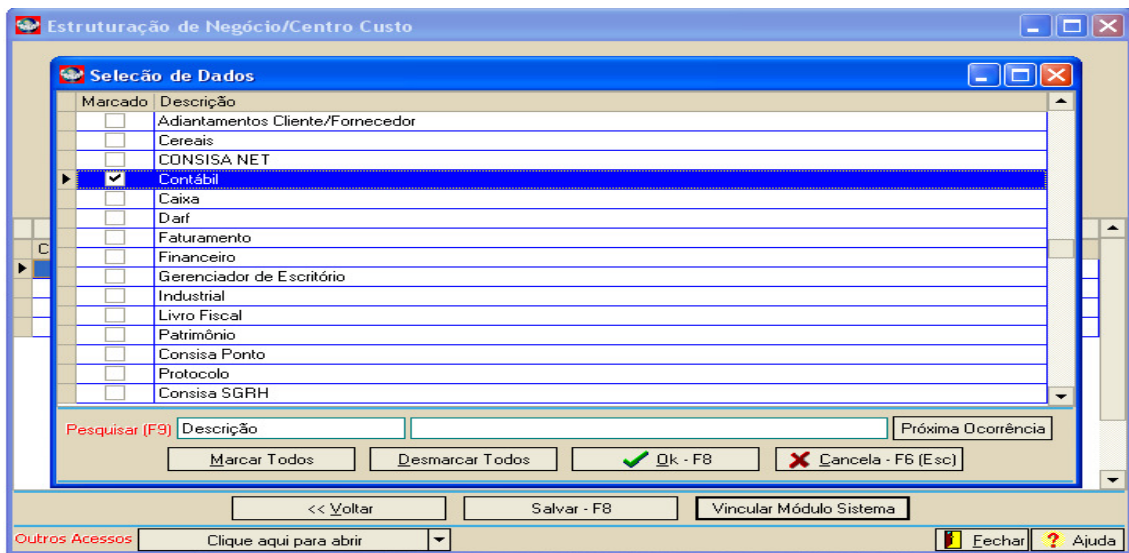 Estruturação de Negócio/Centro Custo
Selecão de Dados
Marcado Descrição
Adiantamentos Cliente/Fornecedor
Cereais
CONSISA NET
Contábil
Caixa
Darf
Faturamento
Financeiro
Gerenciador de Escritório
Industrial
Livro Fiscal
Patrimônio
Consisa Ponto
Protocolo
Consisa SGRH
C
Pesquisar (F9) Descrição Próxima Ocorrência
Marcar Todos Desmarcar Todos Ok - F8 Cancela - F6 (Esc)
<< Voltar Salvar - F8 Vincular Módulo Sistema
Outros Acessos Clique aqui para abrir Fechar ? Ajuda